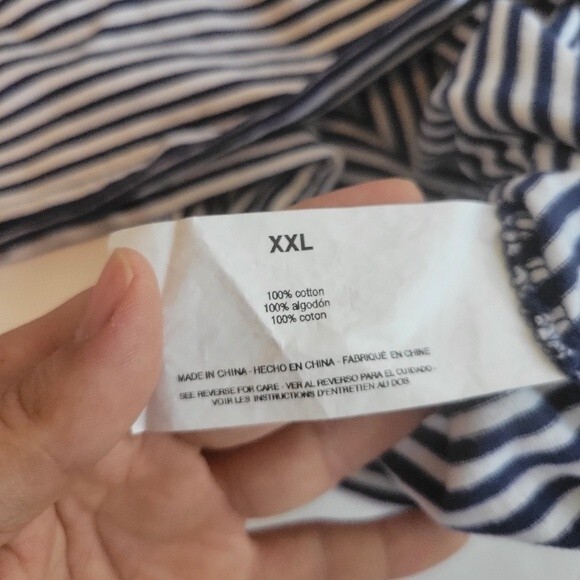 XXL
100% cotton
100% algodón
100% coton
MADE IN CHINA - HECHO EN CHINA - FABRIQUÉ EN CHINE
SEE REVERSE FOR CARE - VER AL REVERSO PARA EL CUIDADO -
VOIR LES INSTRUCTIONS D'ENTRETIEN AU DOIS